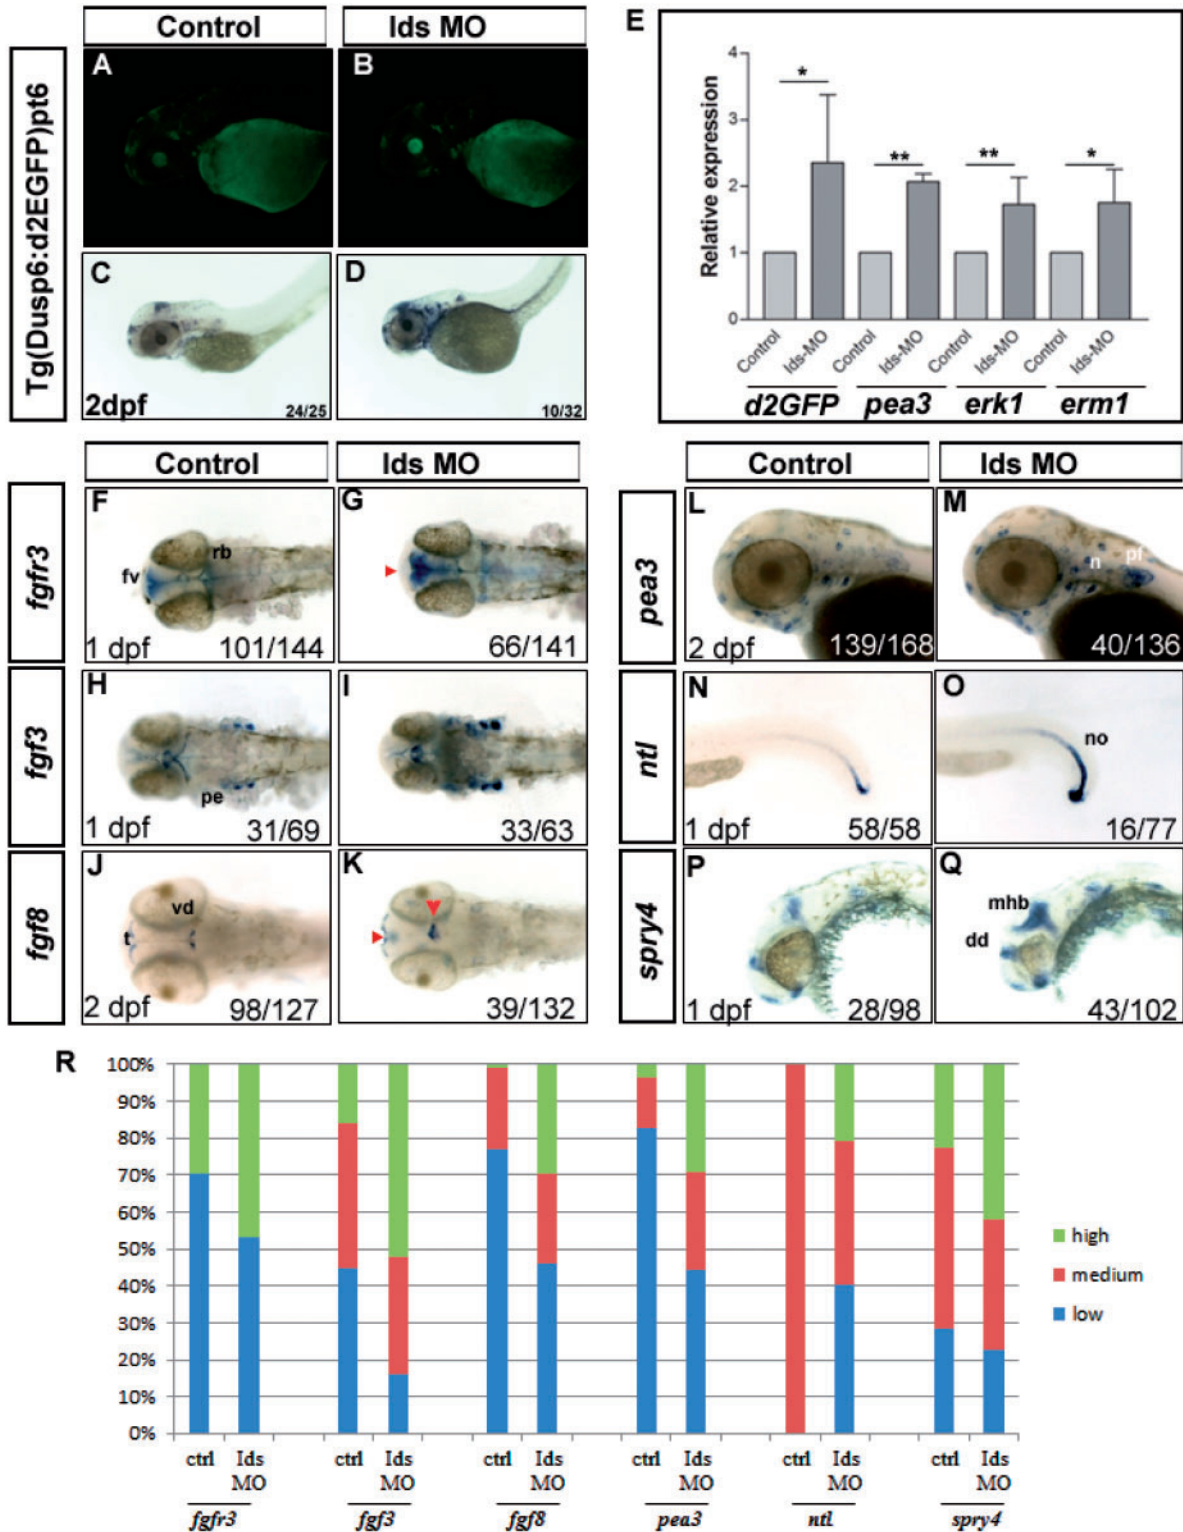 Control
Ids MO
Tg(Dusp6:d2EGFP)pt6
A
B
C
2dpf
24/25
D
10/32
E
Relative expression
4
3
2
1
0
*
**
**
*
Control
Ids-MO
Control
Ids-MO
Control
Ids-MO
Control
Ids-MO
d2GFP
pea3
erk1
erm1
Control
Ids MO
fgfr3
F
fv
rb
1 dpf
101/144
G
66/141
fgf3
H
pe
1 dpf
31/69
I
33/63
fgf8
J
vd
t
2 dpf
98/127
K
39/132
Control
Ids MO
pea3
L
2 dpf
139/168
M
n
pf
40/136
ntl
N
1 dpf
58/58
O
no
16/77
spry4
P
1 dpf
28/98
Q
mhb
dd
43/102
R
100%
90%
80%
70%
60%
50%
40%
30%
20%
10%
0%
high
medium
low
ctrl
Ids MO
ctrl
Ids MO
ctrl
Ids MO
ctrl
Ids MO
ctrl
Ids MO
ctrl
Ids MO
fgfr3
fgf3
fgf8
pea3
ntl
spry4